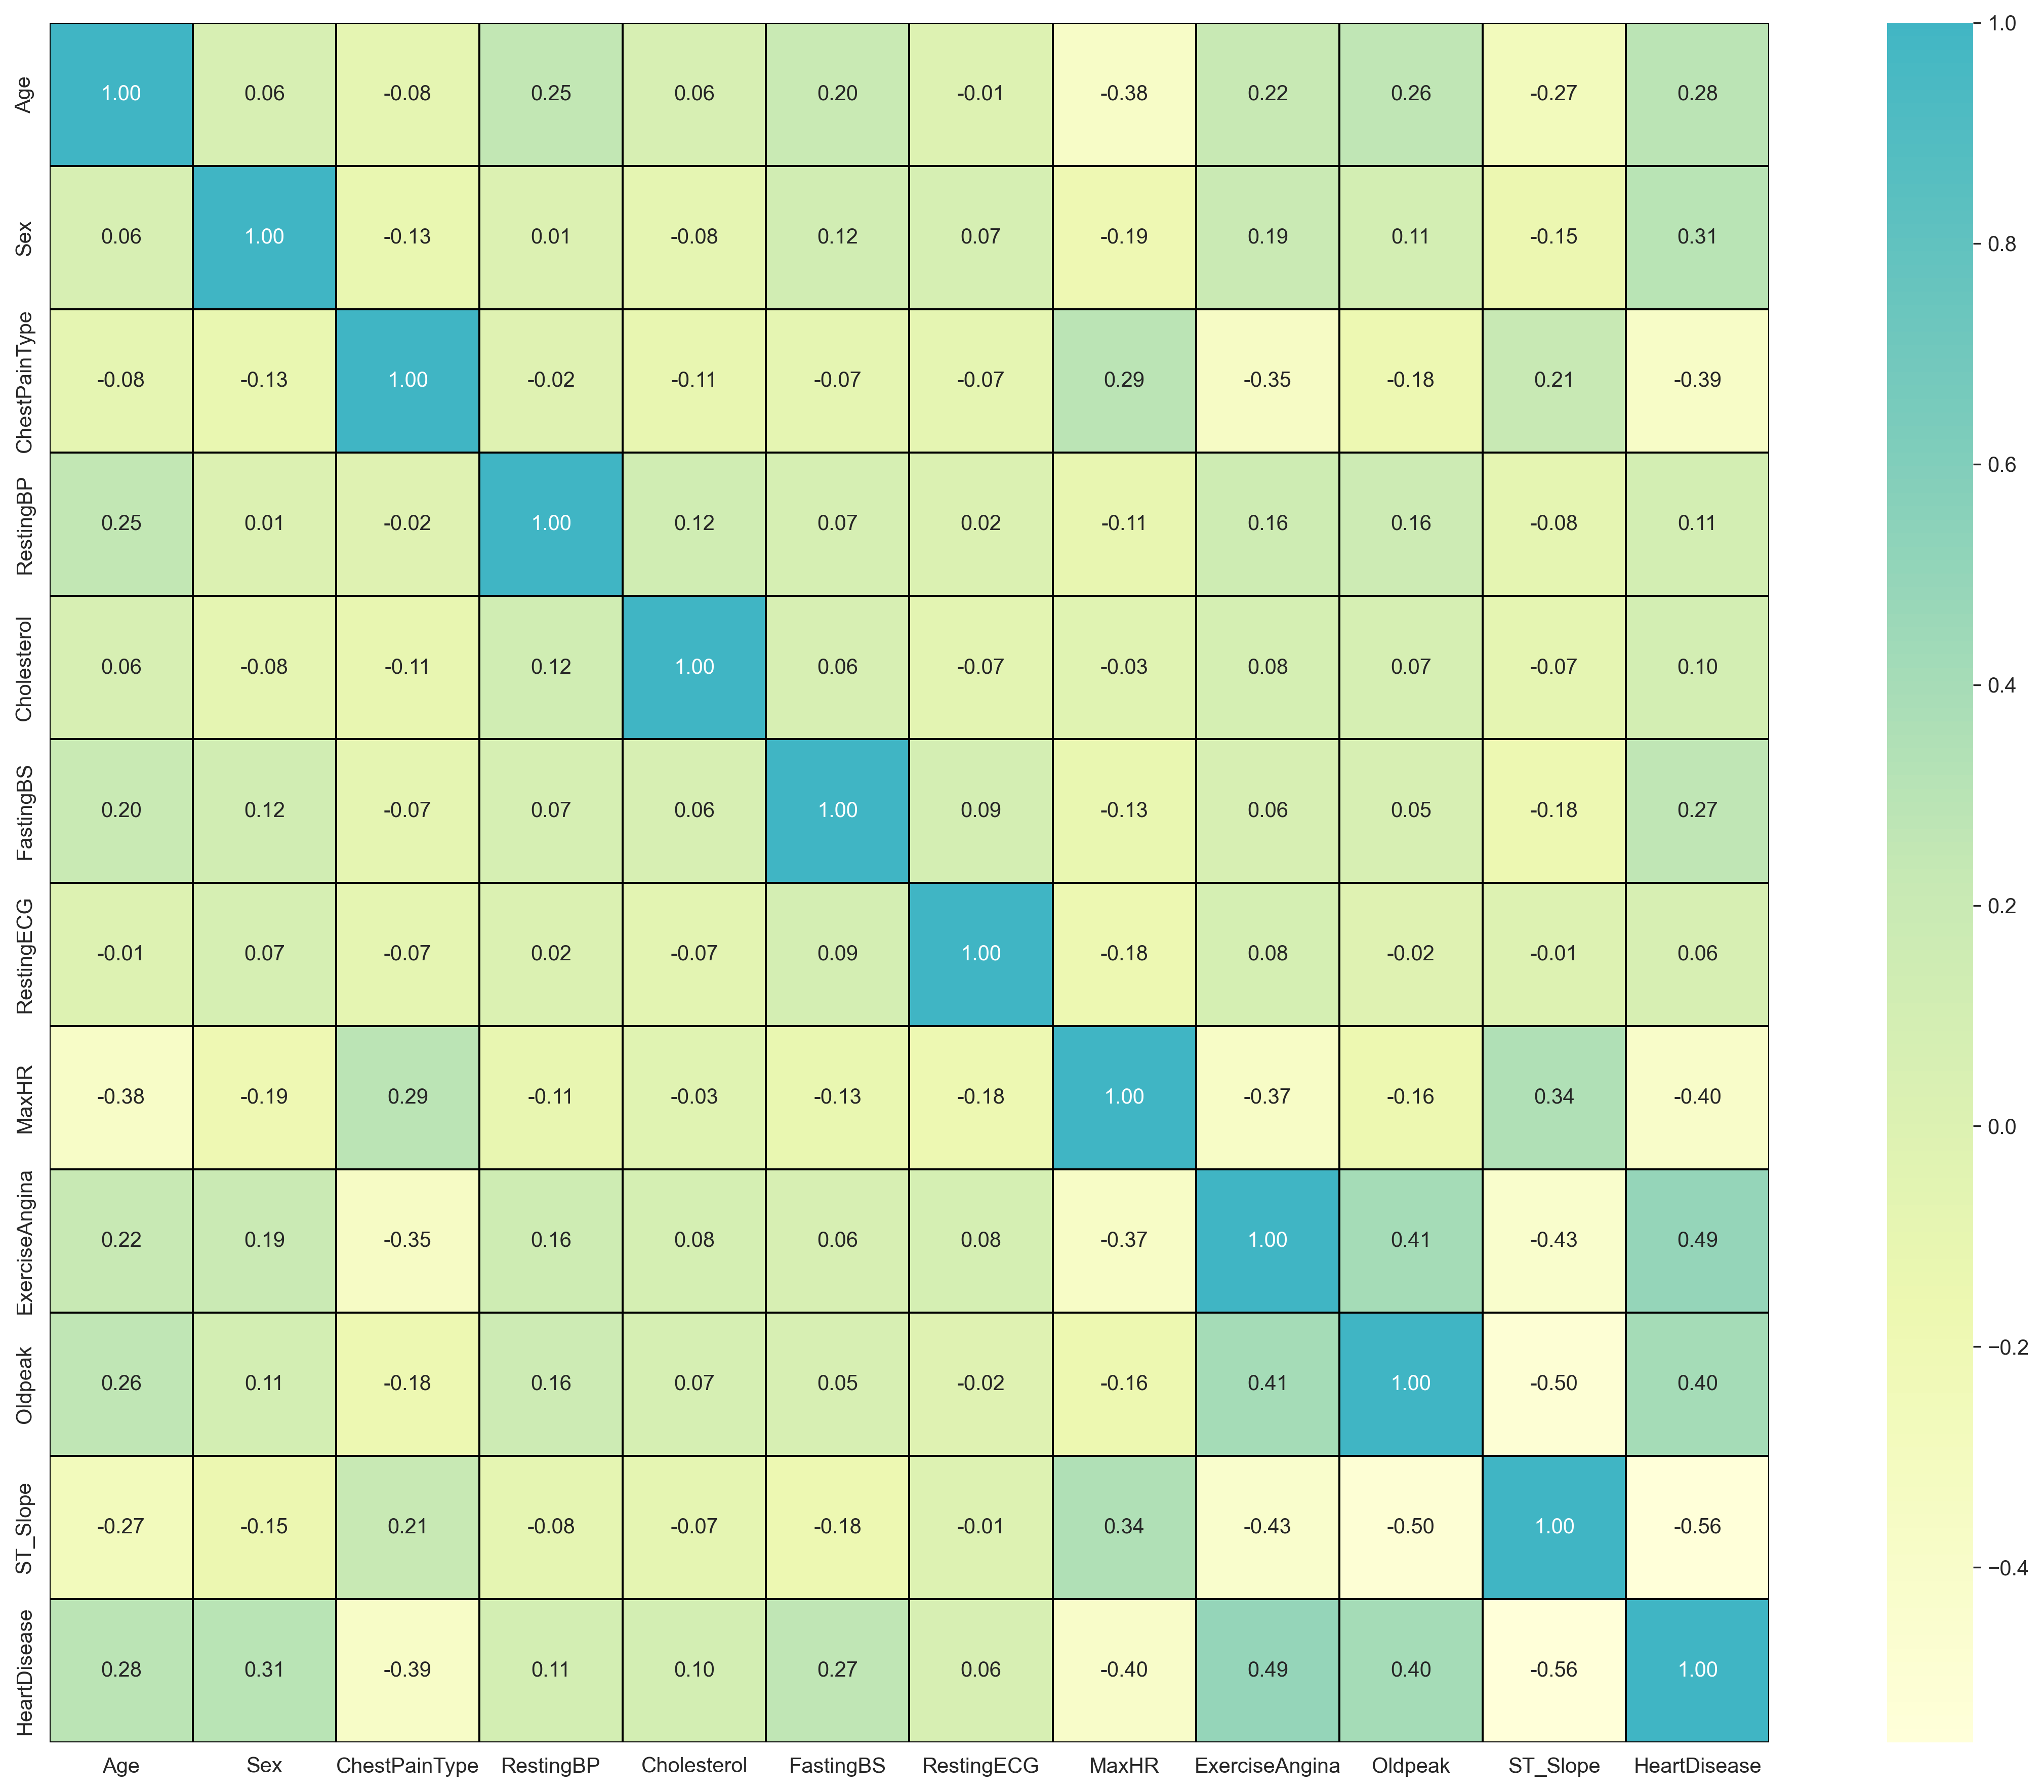 Age 1.00 0.06 -0.08 0.25 0.06 0.20 -0.01 -0.38 0.22 0.26 -0.27 0.28
Sex 0.06 1.00 -0.13 0.01 -0.08 0.12 0.07 -0.19 0.19 0.11 -0.15 0.31
ChestPainType -0.08 -0.13 1.00 -0.02 -0.11 -0.07 -0.07 0.29 -0.35 -0.18 0.21 -0.39
RestingBP 0.25 0.01 -0.02 1.00 0.12 0.07 0.02 -0.11 0.16 0.16 -0.08 0.11
Cholesterol 0.06 -0.08 -0.11 0.12 1.00 0.06 -0.07 -0.03 0.08 0.07 -0.07 0.10
FastingBS 0.20 0.12 -0.07 0.07 0.06 1.00 0.09 -0.13 0.06 0.05 -0.18 0.27
RestingECG -0.01 0.07 -0.07 0.02 -0.07 0.09 1.00 -0.18 0.08 -0.02 -0.01 0.06
MaxHR -0.38 -0.19 0.29 -0.11 -0.03 -0.13 -0.18 1.00 -0.37 -0.16 0.34 -0.40
ExerciseAngina 0.22 0.19 -0.35 0.16 0.08 0.06 0.08 -0.37 1.00 0.41 -0.43 0.49
Oldpeak 0.26 0.11 -0.18 0.16 0.07 0.05 -0.02 -0.16 0.41 1.00 -0.50 0.40
ST_Slope -0.27 -0.15 0.21 -0.08 -0.07 -0.18 -0.01 0.34 -0.43 -0.50 1.00 -0.56
HeartDisease 0.28 0.31 -0.39 0.11 0.10 0.27 0.06 -0.40 0.49 0.40 -0.56 1.00
Age Sex ChestPainType RestingBP Cholesterol FastingBS RestingECG MaxHR ExerciseAngina Oldpeak ST_Slope HeartDisease
1.0
0.8
0.6
0.4
0.2
0.0
−0.2
−0.4